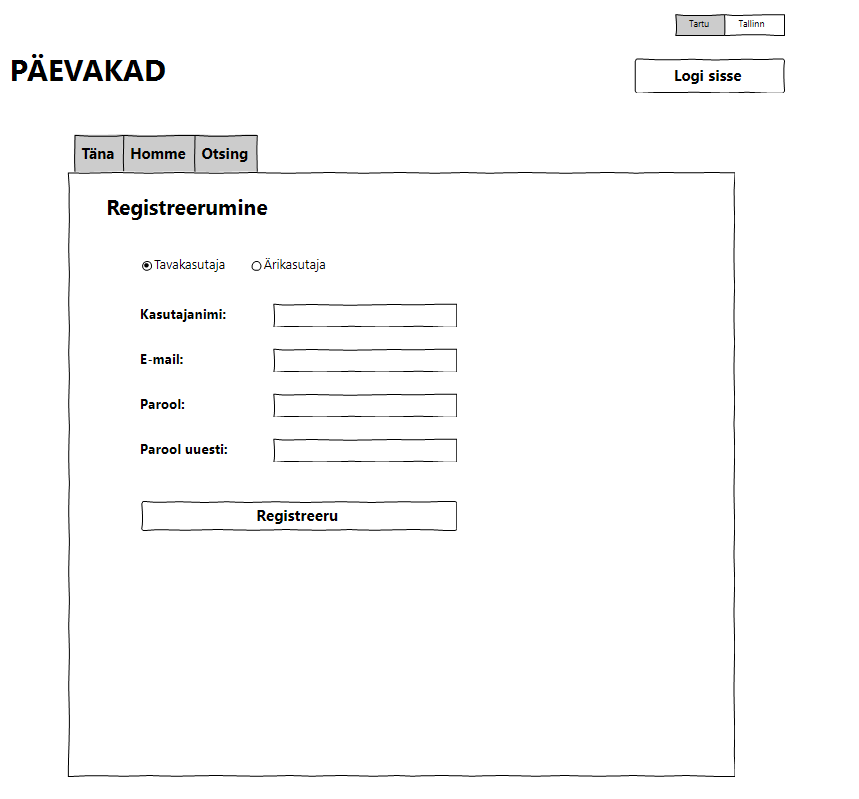 Tartu Tallinn
PÄEVAKAD
Logi sisse
Täna Homme Otsing
Registreerumine
Tavakasutaja Ärikasutaja
Kasutajanimi:
E-mail:
Parool:
Parool uuesti:
Registreeru